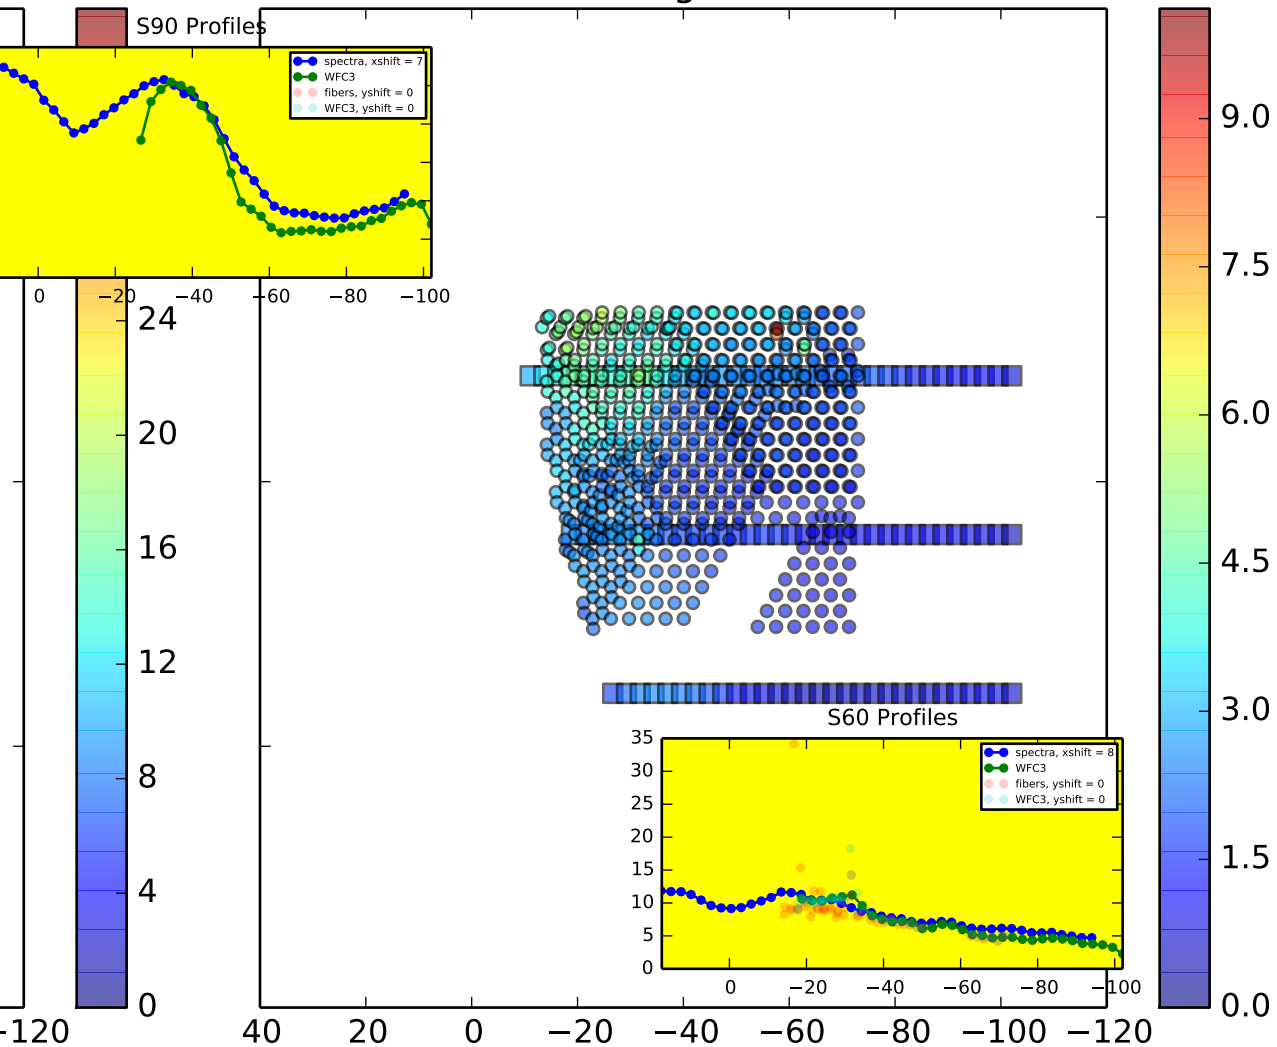 S90 Profiles
spectra, xshift = 7
WFC3
fibers, yshift = 0
WFC3, yshift = 0
0 −20 −40 −60 −80 −100
24
20
16
12
8
4
0
9.0
7.5
6.0
4.5
3.0
1.5
0.0
S60 Profiles
35
30
25
20
15
10
5
0
spectra, xshift = 8
WFC3
fibers, yshift = 0
WFC3, yshift = 0
0 −20 −40 −60 −80 −100
−120 40 20 0 −20 −40 −60 −80 −100 −120